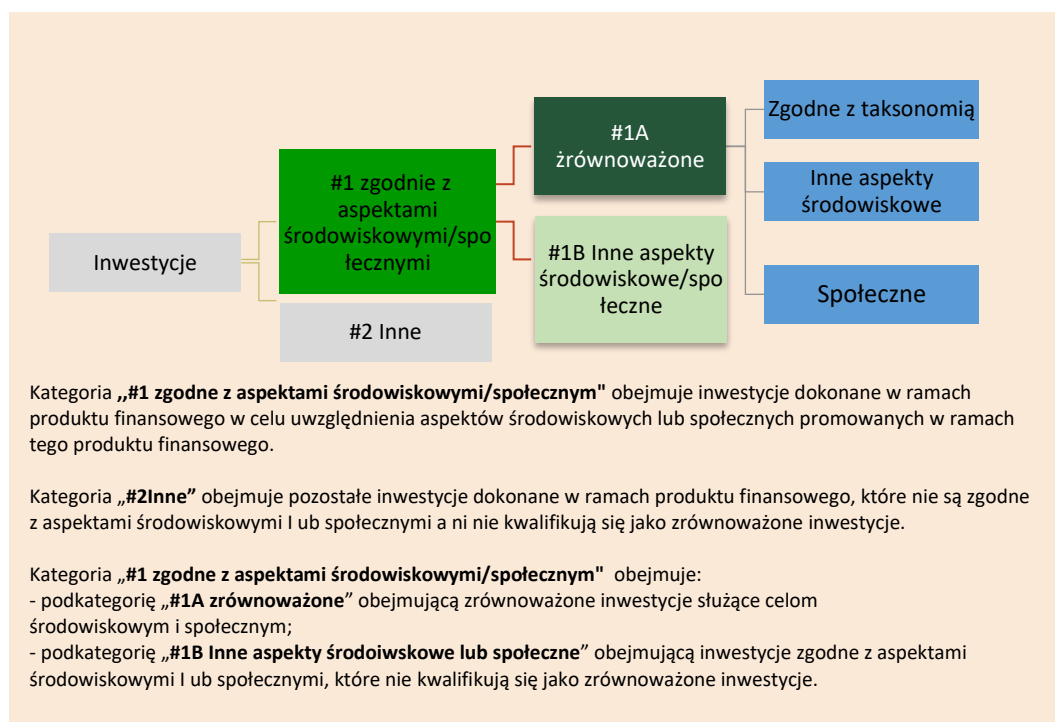 Zgodne z taksonomią
#1A
żrównoważone
#1 zgodnie z
aspektami
środowiskowymi/spo
łecznymi
Inne aspekty
środowiskowe
Inwestycje
#1B Inne aspekty
środowiskowe/spo
łeczne
Społeczne
#2 Inne
Kategoria ,,#1 zgodne z aspektami środowiskowymi/społecznym" obejmuje inwestycje dokonane w ramach
produktu finansowego w celu uwzględnienia aspektów środowiskowych lub społecznych promowanych w ramach
tego produktu finansowego.
Kategoria „#2Inne” obejmuje pozostałe inwestycje dokonane w ramach produktu finansowego, które nie są zgodne
z aspektami środowiskowymi I ub społecznymi a ni nie kwalifikują się jako zrównoważone inwestycje.
Kategoria „#1 zgodne z aspektami środowiskowymi/społecznym" obejmuje:
- podkategorię „#1A zrównoważone” obejmującą zrównoważone inwestycje służące celom
środowiskowym i społecznym;
- podkategorię „#1B Inne aspekty środoiwskowe lub społeczne” obejmującą inwestycje zgodne z aspektami
środowiskowymi I ub społecznymi, które nie kwalifikują się jako zrównoważone inwestycje.